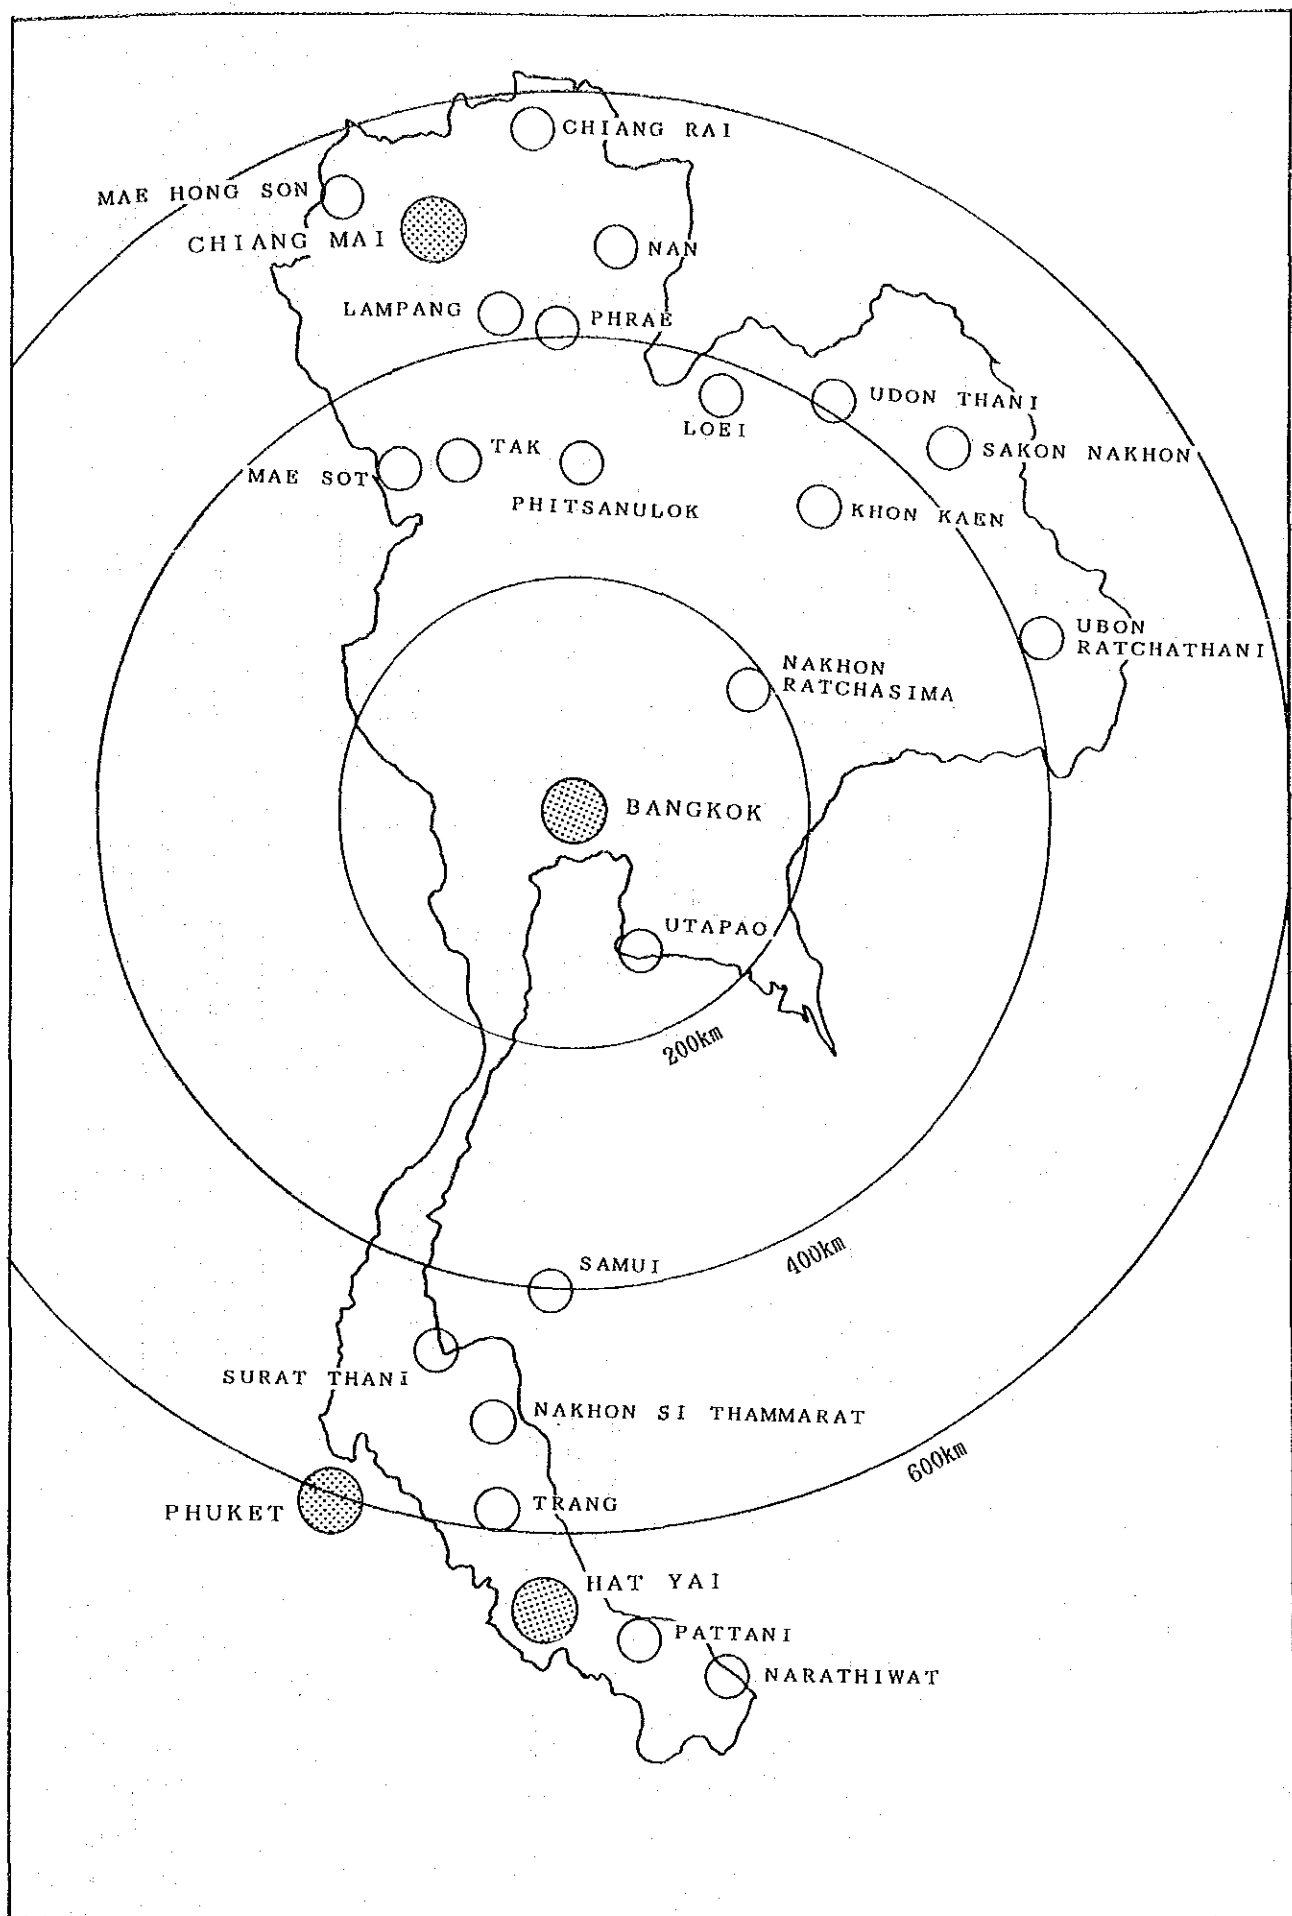 CHIANG RAI
MAE HONG SON
CHIANG MAI
NAN
LAMPANG
PHRAE
UDON THANI
LOEI
TAK
SAKON NAKHON
MAE SOT
PHITSANULOK
KHON KAEN
UBON
RATCHATHANI
NAKHON
RATCHASIMA
BANGKOK
UTAPAO
200km
400km
SAMUI
SURAT THANI
NAKHON SI THAMMARAT
600km
TRANG
PHUKET
HAT YAI
PATTANI
NARATHIWAT